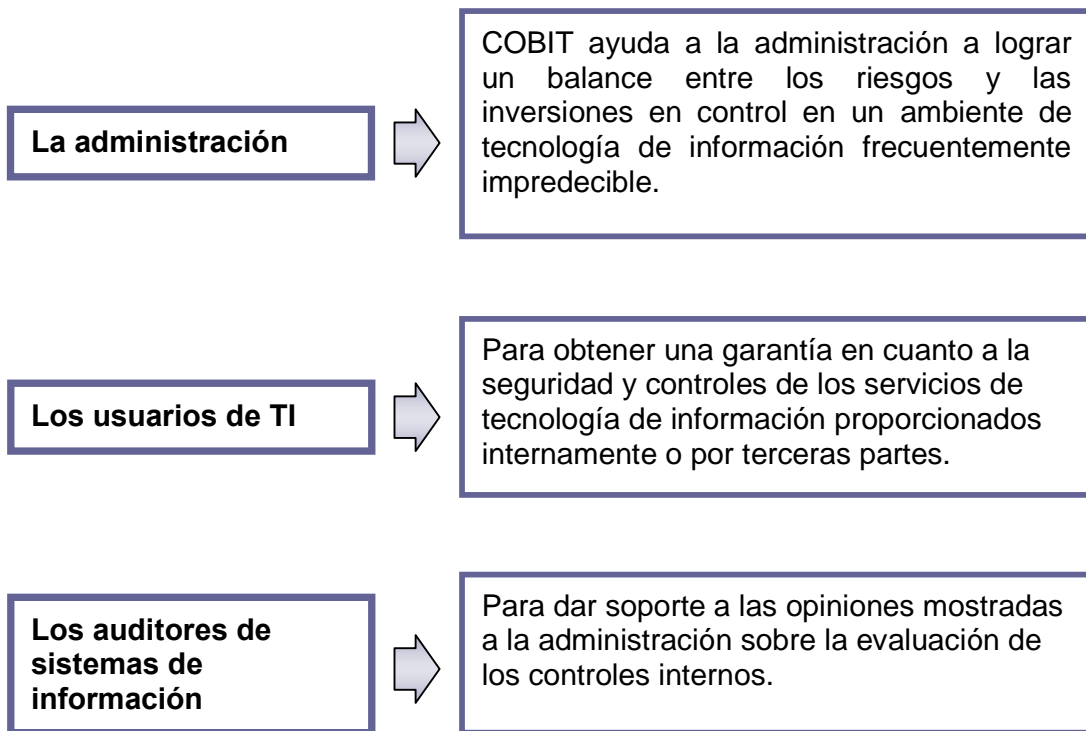 La administración
COBIT ayuda a la administración a lograr
un balance entre los riesgos y las
inversiones en control en un ambiente de
tecnología de información frecuentemente
impredecible.
Los usuarios de TI
Para obtener una garantía en cuanto a la
seguridad y controles de los servicios de
tecnología de información proporcionados
internamente o por terceras partes.
Los auditores de
sistemas de
información
Para dar soporte a las opiniones mostradas
a la administración sobre la evaluación de
los controles internos.